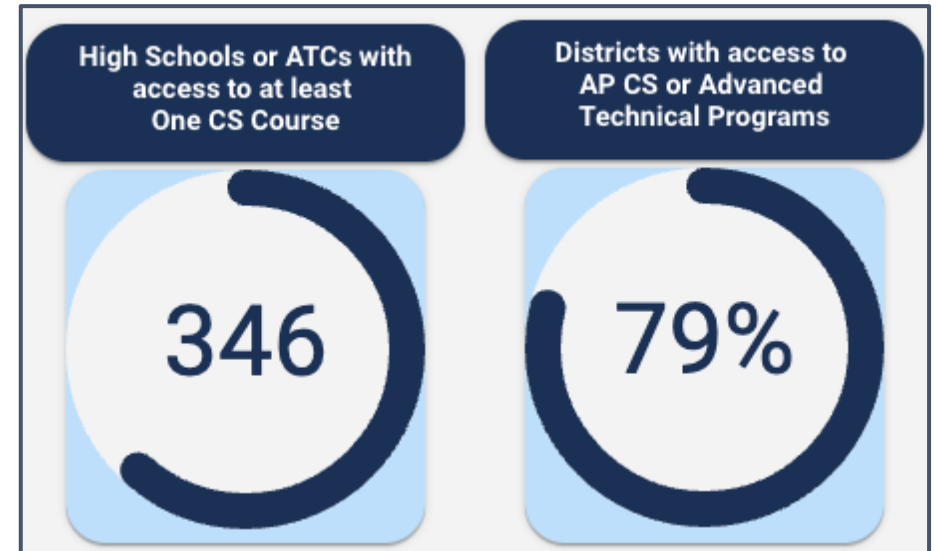 High Schools or ATCs with
access to at least
One CS Course
346
Districts with access to
AP CS or Advanced
Technical Programs
79%